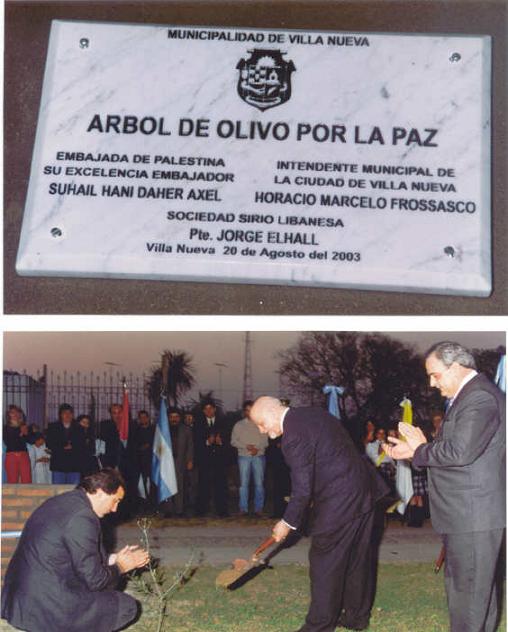 MUNICIPALIDAD DE VILLA NUEVA
ARBOL DE OLIVO POR LA PAZ
EMBAJADA DE PALESTINA
SU EXCELENCIA EMBAJADOR
SUHAIL HANI DAHER AXEL
INTENDENTE MUNICIPAL DE
LA CIUDAD DE VILLA NUEVA
HORACIO MARCELO FROSSASCO
SOCIEDAD SIRIO LIBANESA
Pte. JORGE ELHALL
Villa Nueva 20 de Agosto del 2003